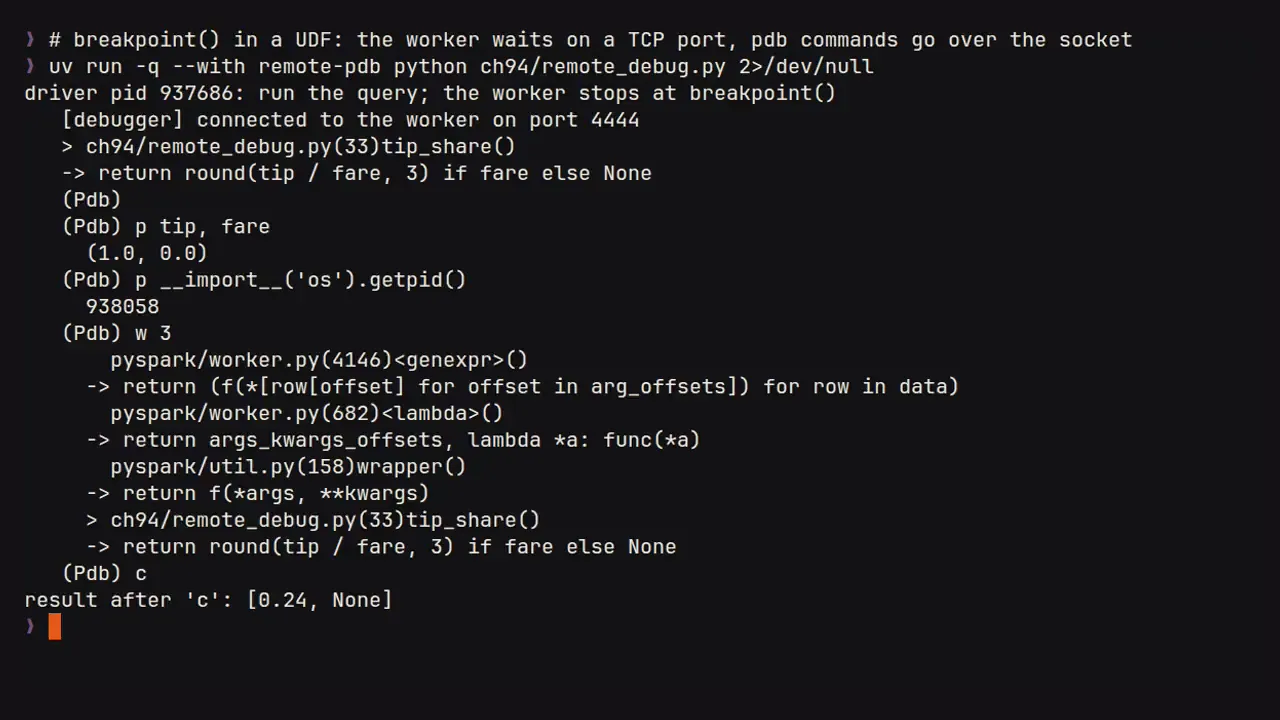 ❯ # breakpoint() in a UDF: the worker waits on a TCP port, pdb commands go over the socket
❯ uv run -q --with remote-pdb python ch94/remote_debug.py 2>/dev/null
driver pid 937686: run the query; the worker stops at breakpoint()
[debugger] connected to the worker on port 4444
> ch94/remote_debug.py(33)tip_share()
-> return round(tip / fare, 3) if fare else None
(Pdb)
(Pdb) p tip, fare
(1.0, 0.0)
(Pdb) p __import__('os').getpid()
938058
(Pdb) w 3
pyspark/worker.py(4146)<genexpr>()
-> return (f(*[row[offset] for offset in arg_offsets]) for row in data)
pyspark/worker.py(682)<lambda>()
-> return args_kwargs_offsets, lambda *a: func(*a)
pyspark/util.py(158)wrapper()
-> return f(*args, **kwargs)
> ch94/remote_debug.py(33)tip_share()
-> return round(tip / fare, 3) if fare else None
(Pdb) c
result after 'c': [0.24, None]
❯